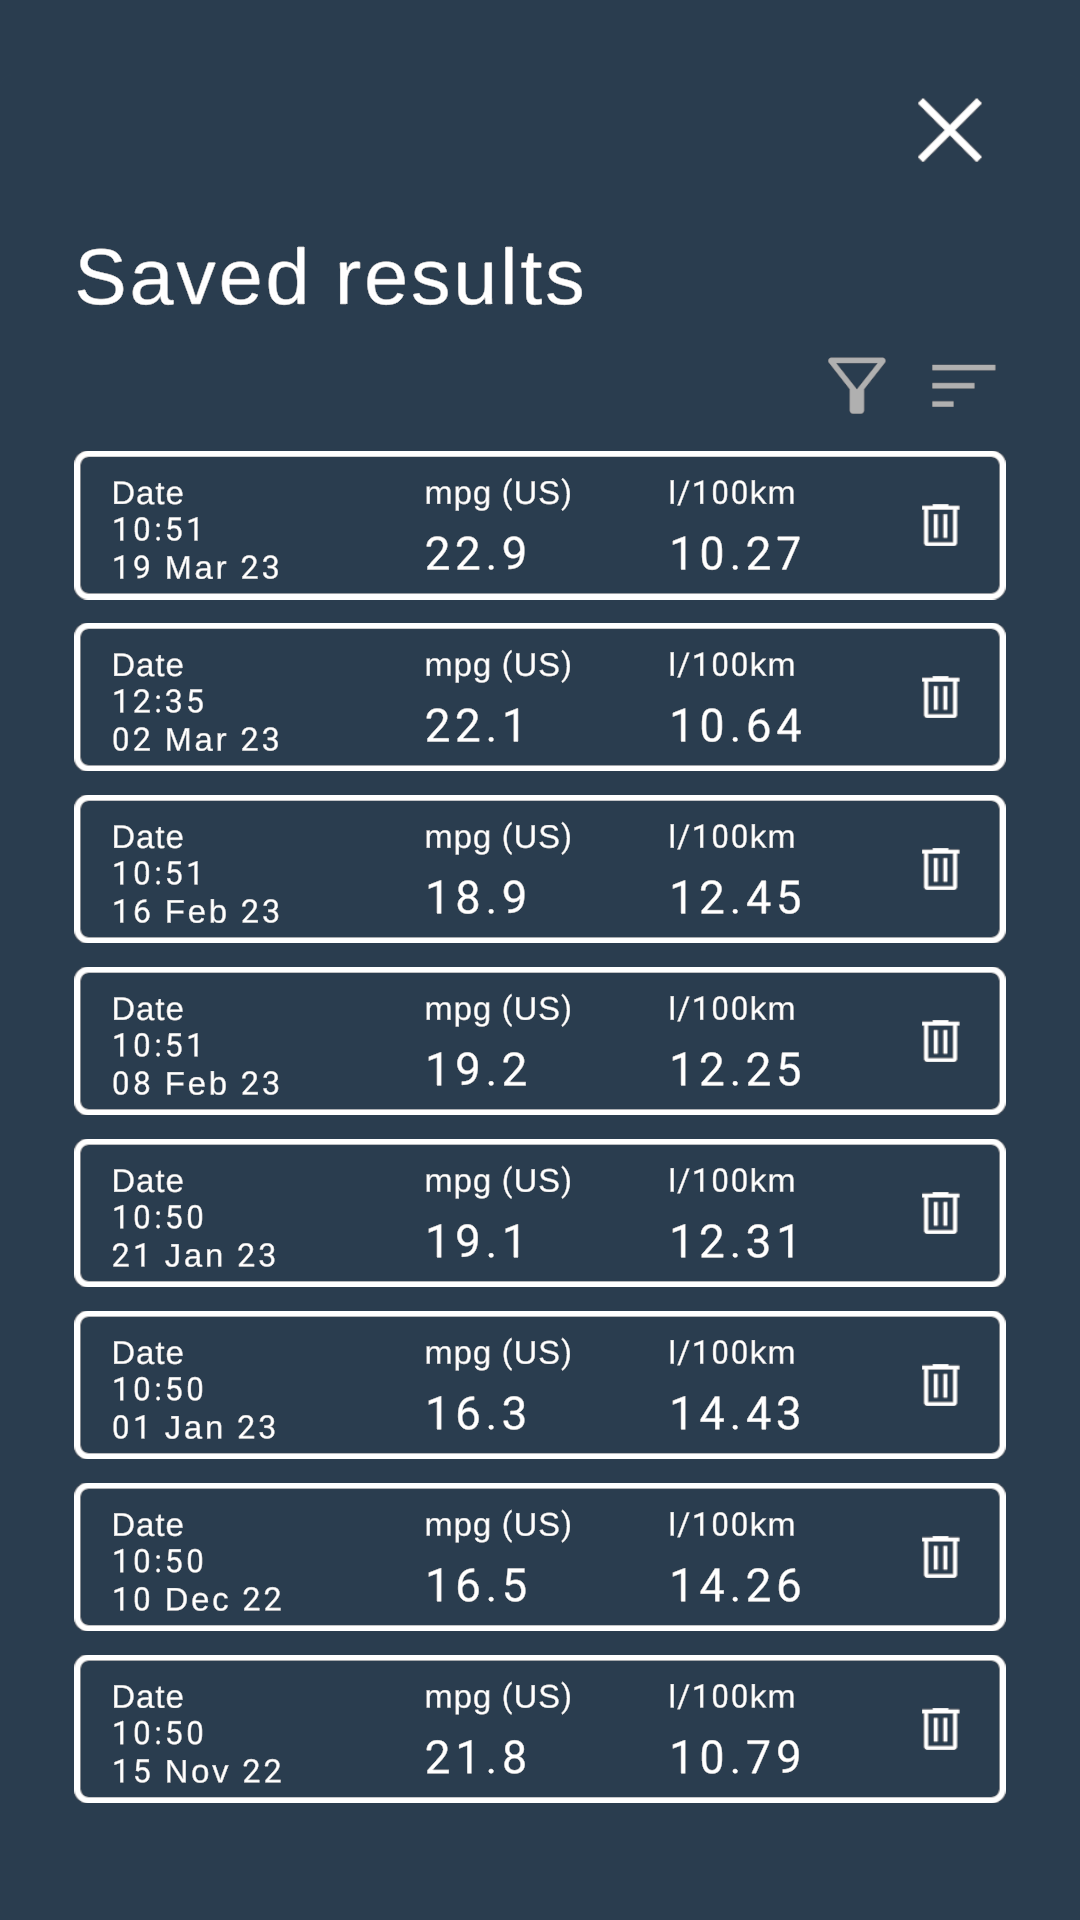 Saved results
Date mpg (US) l/100km
10:51
22.9 10.27
19 Mar 23
Date mpg (US) l/100km
12:35
22.1 10.64
02 Mar 23
Date mpg (US) l/100km
10:51
18.9 12.45
16 Feb 23
Date mpg (US) l/100km
10:51
19.2 12.25
08 Feb 23
Date mpg (US) l/100km
10:50
19.1 12.31
21 Jan 23
Date mpg (US) l/100km
10:50
16.3 14.43
01 Jan 23
Date mpg (US) l/100km
10:50
16.5 14.26
10 Dec 22
Date mpg (US) l/100km
10:50
21.8 10.79
15 Nov 22